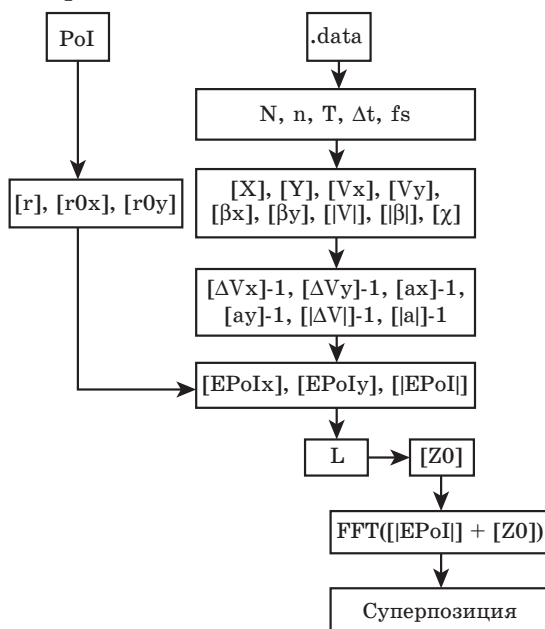 PoI
.data
N, n, T, Δt, fs
[r], [r0x], [r0y]
[X], [Y], [Vx], [Vy],
[βx], [βy], [|V|], [|β|], [χ]
[ΔVx]-1, [ΔVy]-1, [ax]-1,
[ay]-1, [|ΔV|]-1, [|a|]-1
[EPoIx], [EPoIy], [|EPoI|]
L
[Z0]
FFT([|EPoI|] + [Z0])
Суперпозиция